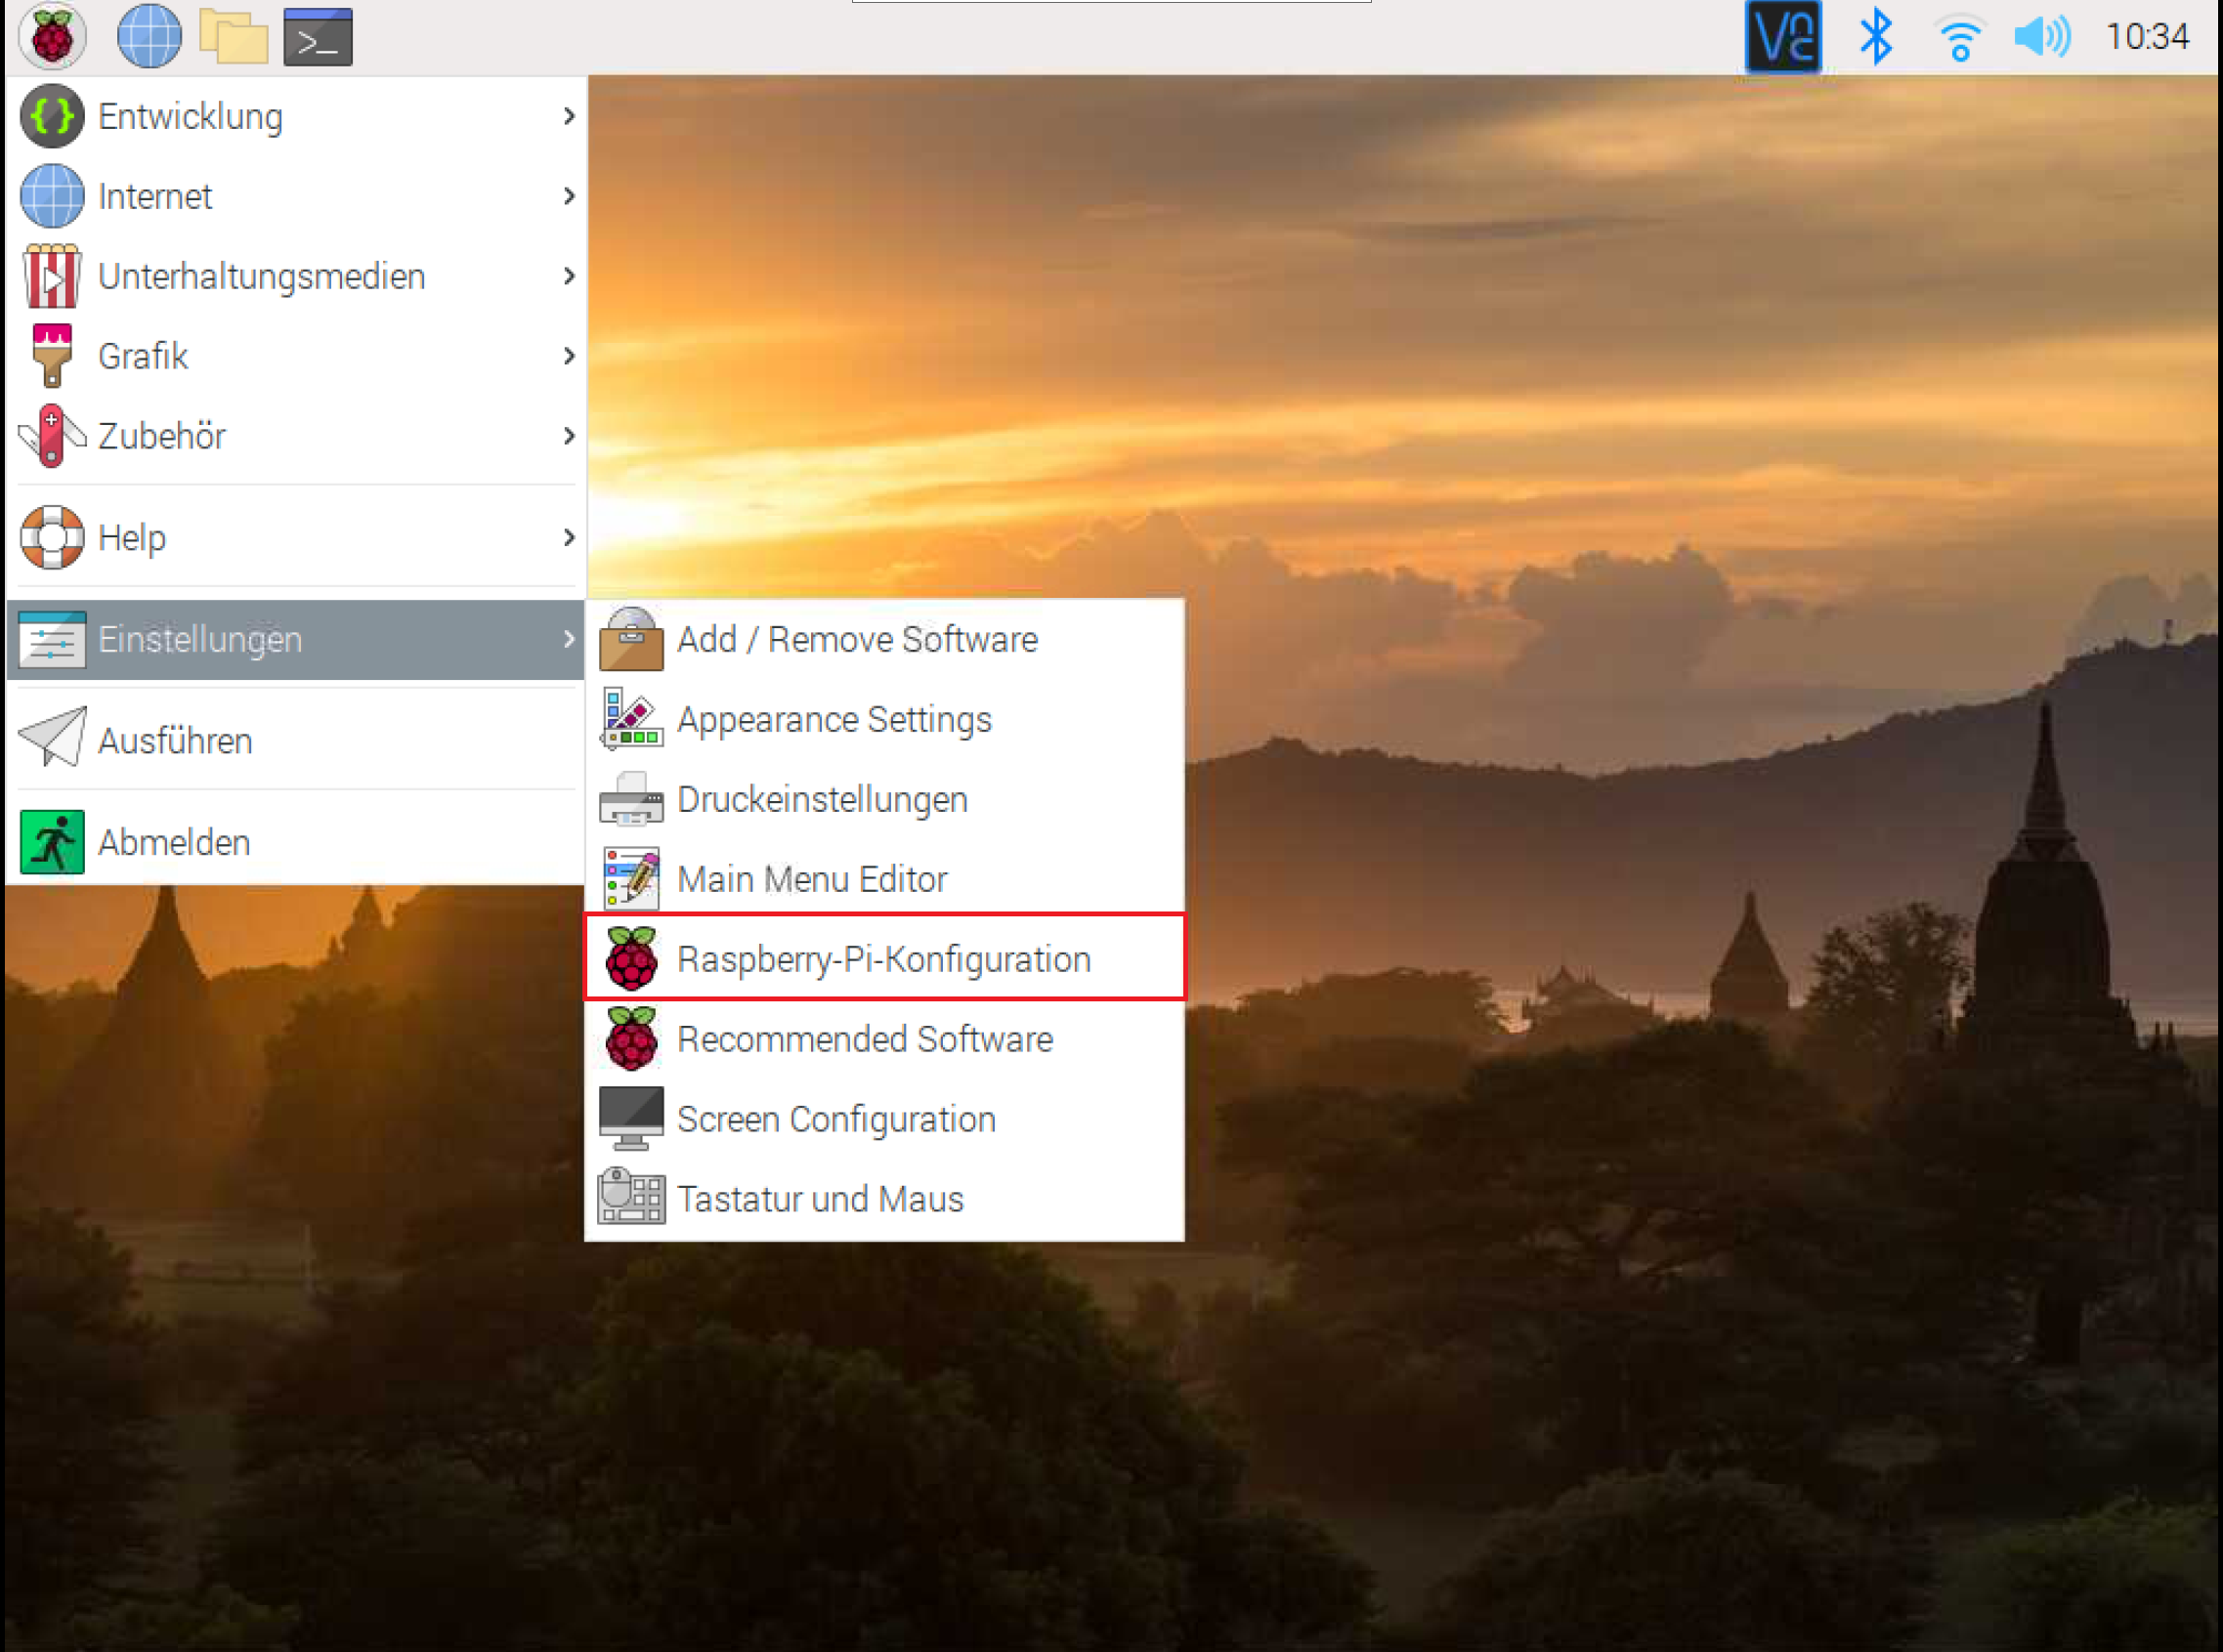 >_
VNC
10:34
Entwicklung
Internet
Unterhaltungsmedien
Grafik
Zubehör
Help
Einstellungen
Ausführen
Abmelden
Add / Remove Software
Appearance Settings
Druckeinstellungen
Main Menu Editor
Raspberry-Pi-Konfiguration
Recommended Software
Screen Configuration
Tastatur und Maus